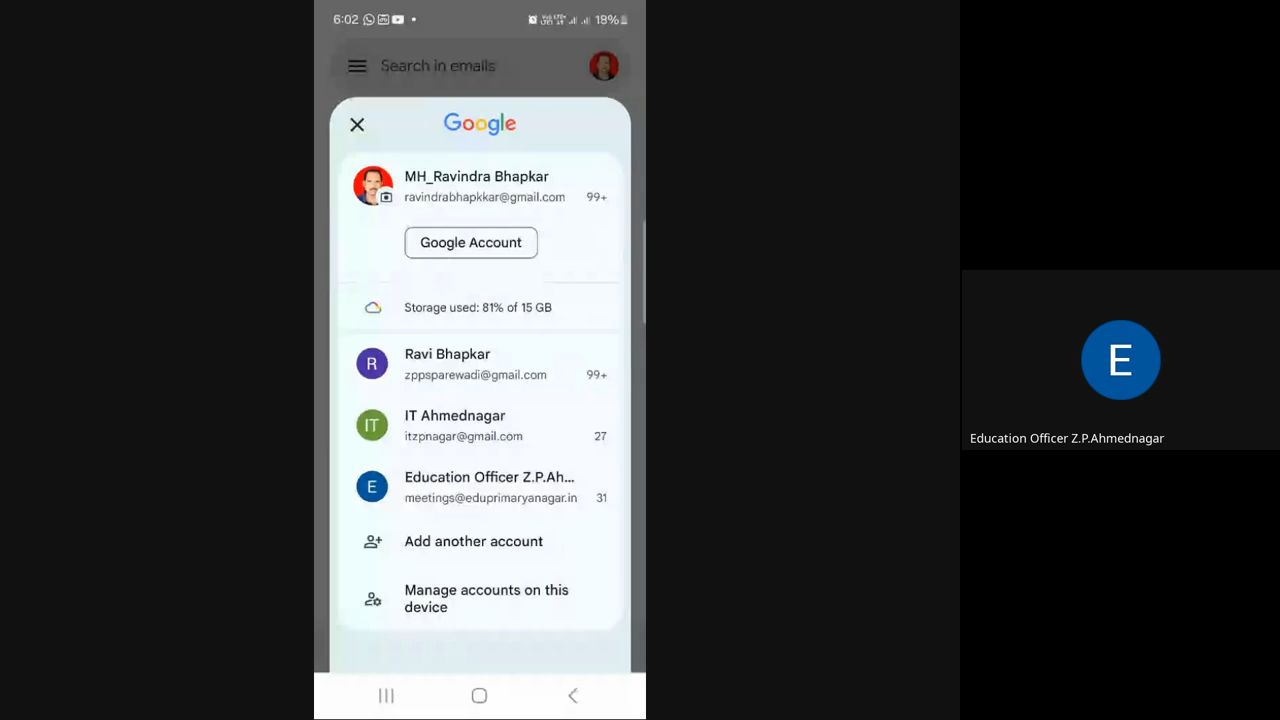 6:02
18%
Search in emails
Google
MH_Ravindra Bhapkar
ravindrabhapkkar@gmail.com 99+
Google Account
Storage used: 81% of 15 GB
R
Ravi Bhapkar
zppsparewadi@gmail.com 99+
IT
IT Ahmednagar
itzpnagar@gmail.com 27
E
Education Officer Z.P.Ah...
meetings@eduprimaryanagar.in 31
Add another account
Manage accounts on this
device
E
Education Officer Z.P.Ahmednagar